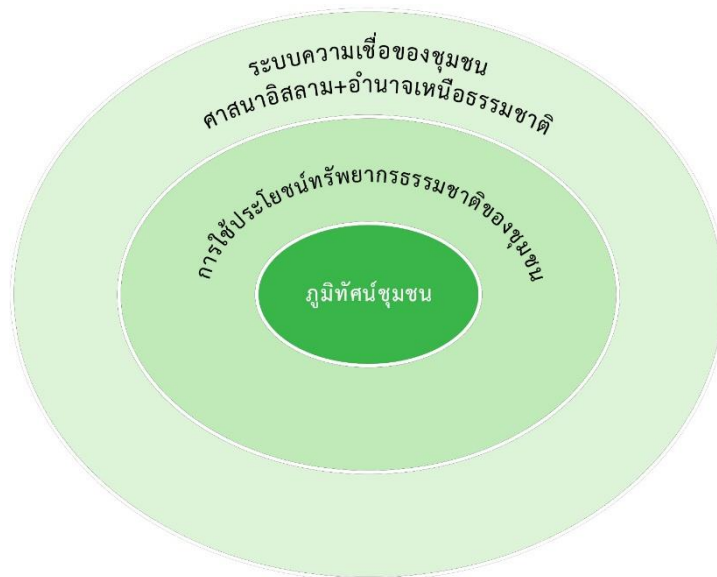 ระบบความเชื่อของชุมชน
ศาสนาอิสลาม+อำนาจเหนือธรรมชาติ
การใช้ประโยชน์ทรัพยากรธรรมชาติของชุมชน
ภูมิทัศน์ชุมชน